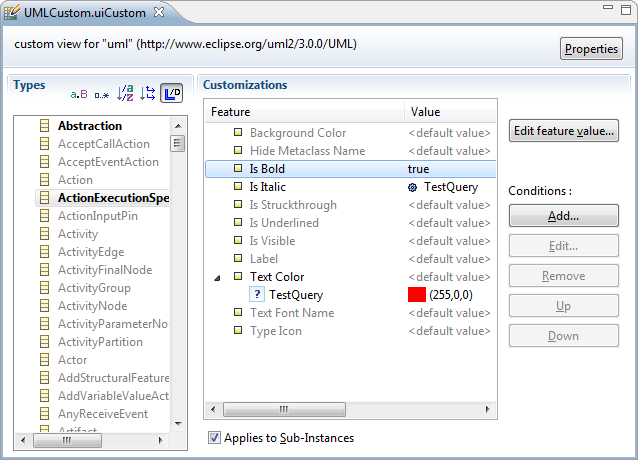 UMLCustom.uiCustom
custom view for "uml" (http://www.eclipse.org/uml2/3.0.0/UML)
Properties
Types
a.B
L/D
Abstraction
AcceptCallAction
AcceptEventAction
Action
ActionExecutionSpe
ActionInputPin
Activity
ActivityEdge
ActivityFinalNode
ActivityGroup
ActivityNode
ActivityParameterNode
ActivityPartition
Actor
AddStructuralFeature
AddVariableValueAct
AnyReceiveEvent
Artifact
Customizations
Feature Value
Background Color <default value>
Hide Metaclass Name <default value>
Is Bold true
Is Italic TestQuery
Is Struckthrough <default value>
Is Underlined <default value>
Is Visible <default value>
Label <default value>
Text Color <default value>
? TestQuery (255,0,0)
Text Font Name <default value>
Type Icon <default value>
Applies to Sub-Instances
Edit feature value...
Conditions :
Add...
Edit...
Remove
Up
Down